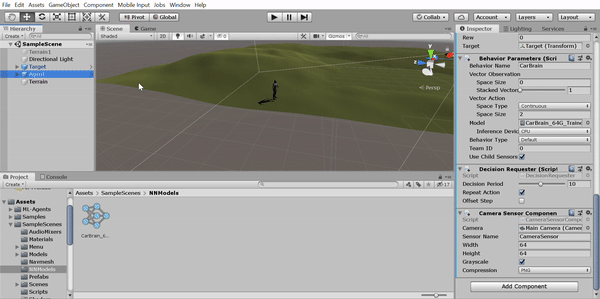 File Edit Assets GameObject Component Mobile Input Jobs Window Help
Pivot Global Collab Account Layers Layout
Hierarchy
Create All
SampleScene
Terrain1
Directional Light
Target
Agent
Terrain
Scene Game
Shaded 2D Gizmos All
y
Persp
Project Console
Create 17
Assets
ML-Agents
Samples
SampleScenes
AudioMixers
Materials
Menu
Models
Navmesh
NNModels
Prefabs
Scenes
Scripts
Assets SampleScenes NNModels
CarBrain_6...
Inspector
Rew 0
Target Target (Transform)
Behavior Parameters (Scri
Behavior Name CarBrain
Vector Observation
Space Size 0
Stacked Vector 1
Vector Action
Space Type Continuous
Space Size 2
Model CarBrain_64G_Traine
Inference Devic CPU
Behavior Type Default
Team ID 0
Use Child Sensors
Decision Requester (Script
Script DecisionRequester
Decision Period 10
Repeat Action
Offset Step
Camera Sensor Componen
Script CameraSensorCompo
Camera Main Camera (Camer
Sensor Name CameraSensor
Width 64
Height 64
Grayscale
Compression PNG
Add Component